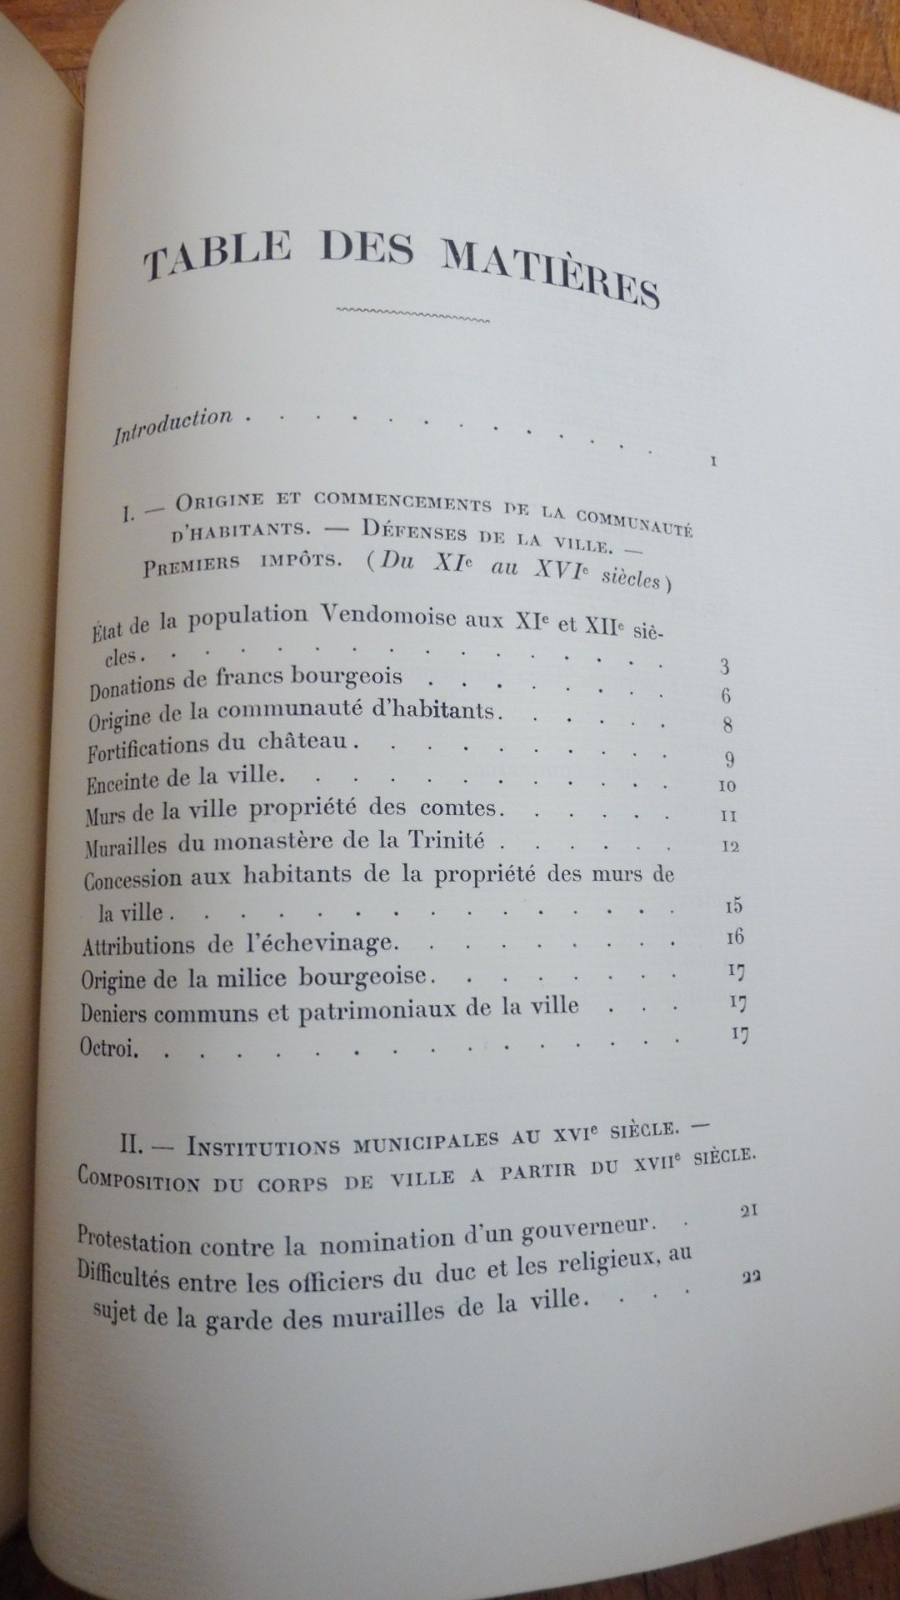 TABLE DES MATIÈRES
Introduction . . . . . . . . . . . . 1
I. — ORIGINE ET COMMENCEMENTS DE LA COMMUNAUTÉ
D'HABITANTS. — DÉFENSES DE LA VILLE. —
PREMIERS IMPÔTS. (Du XIe au XVIe siècles)
État de la population Vendomoise aux XIe et XIIe siè-
cles. . . . . . . . . . . . . . . . 3
Donations de francs bourgeois . . . . . . . . 6
Origine de la communauté d'habitants. . . . . . 8
Fortifications du château . . . . . . . . . . 9
Enceinte de la ville. . . . . . . . . . . . 10
Murs de la ville propriété des comtes. . . . . . 11
Murailles du monastère de la Trinité . . . . . . 12
Concession aux habitants de la propriété des murs de
la ville . . . . . . . . . . . . . . . 15
Attributions de l'échevinage. . . . . . . . . 16
Origine de la milice bourgeoise. . . . . . . . 17
Deniers communs et patrimoniaux de la ville . . . 17
Octroi. . . . . . . . . . . . . . . . 17
II. — INSTITUTIONS MUNICIPALES AU XVIe SIÈCLE. —
COMPOSITION DU CORPS DE VILLE A PARTIR DU XVIIe SIÈCLE.
Protestation contre la nomination d'un gouverneur. . 21
Difficultés entre les officiers du duc et les religieux, au
sujet de la garde des murailles de la ville. . . . 22